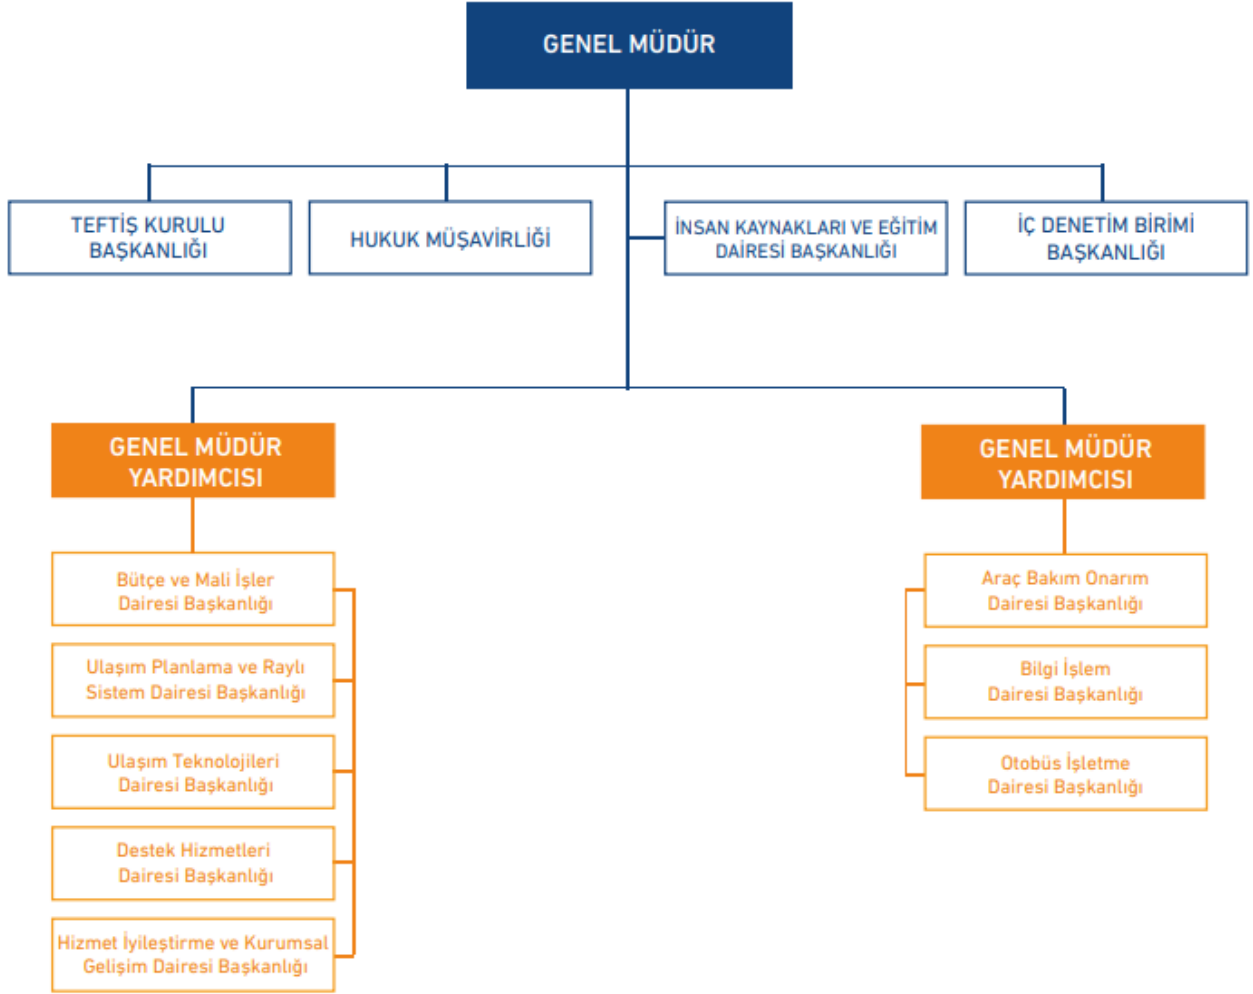 GENEL MÜDÜR
TEFTİŞ KURULU
BAŞKANLIĞI
HUKUK MÜŞAVİRLİĞİ
İNSAN KAYNAKLARI VE EĞİTİM
DAİRESİ BAŞKANLIĞI
İÇ DENETİM BİRİMİ
BAŞKANLIĞI
GENEL MÜDÜR
YARDIMCISI
Bütçe ve Mali İşler
Dairesi Başkanlığı
Ulaşım Planlama ve Raylı
Sistem Dairesi Başkanlığı
Ulaşım Teknolojileri
Dairesi Başkanlığı
Destek Hizmetleri
Dairesi Başkanlığı
Hizmet İyileştirme ve Kurumsal
Gelişim Dairesi Başkanlığı
GENEL MÜDÜR
YARDIMCISI
Araç Bakım Onarım
Dairesi Başkanlığı
Bilgi İşlem
Dairesi Başkanlığı
Otobüs İşletme
Dairesi Başkanlığı